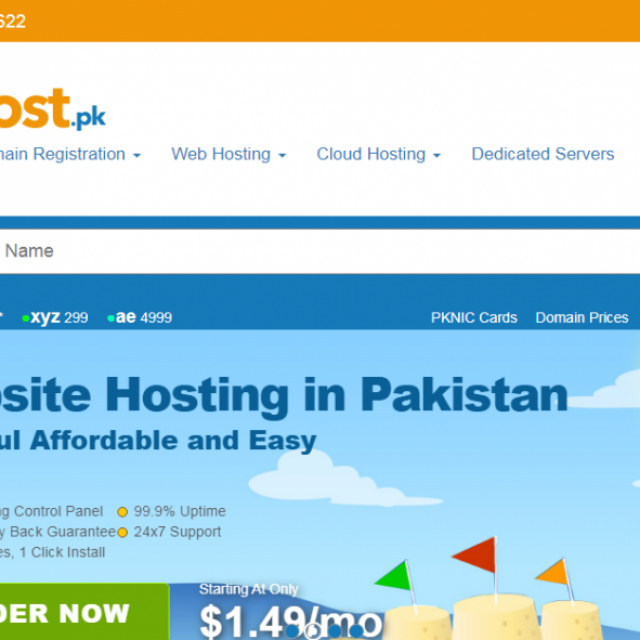 622
ost.pk
main Registration
Web Hosting
Cloud Hosting
Dedicated Servers
Name
xyz 299
ae 4999
PKNIC Cards
Domain Prices
site Hosting in Pakistan
ul Affordable and Easy
g Control Panel
99.9% Uptime
y Back Guarantee
24x7 Support
es, 1 Click Install
DER NOW
Starting At Only
$1.49/mo